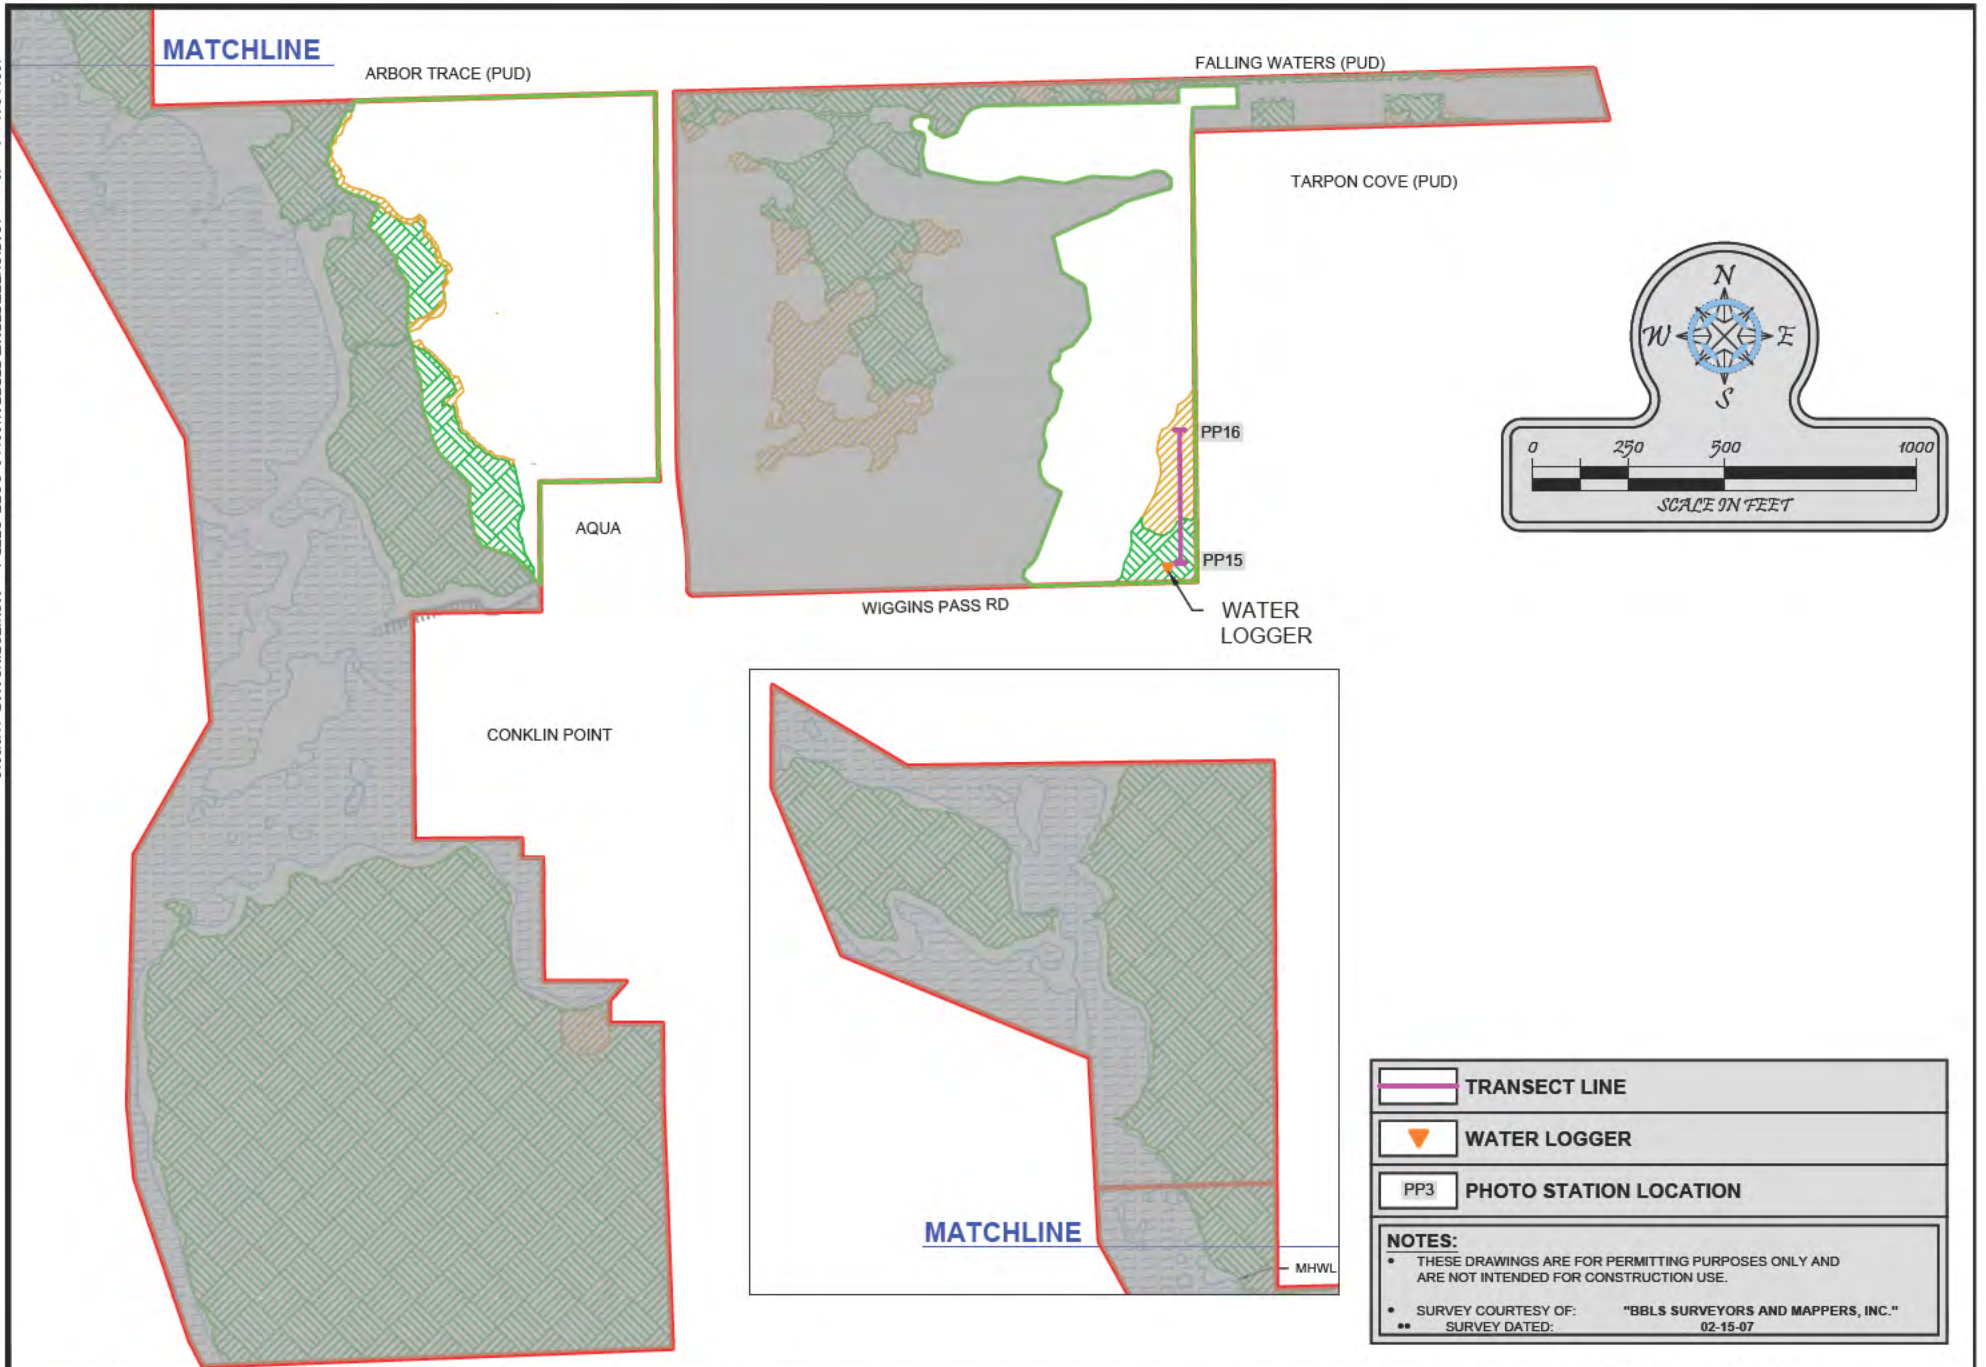 MATCHLINE
ARBOR TRACE (PUD)
FALLING WATERS (PUD)
TARPON COVE (PUD)
N
W
E
S
0 250 500 1000
SCALE IN FEET
PP16
PP15
AQUA
WIGGINS PASS RD
WATER
LOGGER
CONKLIN POINT
MATCHLINE
MHWL
TRANSECT LINE
WATER LOGGER
PP3 PHOTO STATION LOCATION
NOTES:
• THESE DRAWINGS ARE FOR PERMITTING PURPOSES ONLY AND
ARE NOT INTENDED FOR CONSTRUCTION USE.
• SURVEY COURTESY OF: "BBLS SURVEYORS AND MAPPERS, INC."
•• SURVEY DATED: 02-15-07